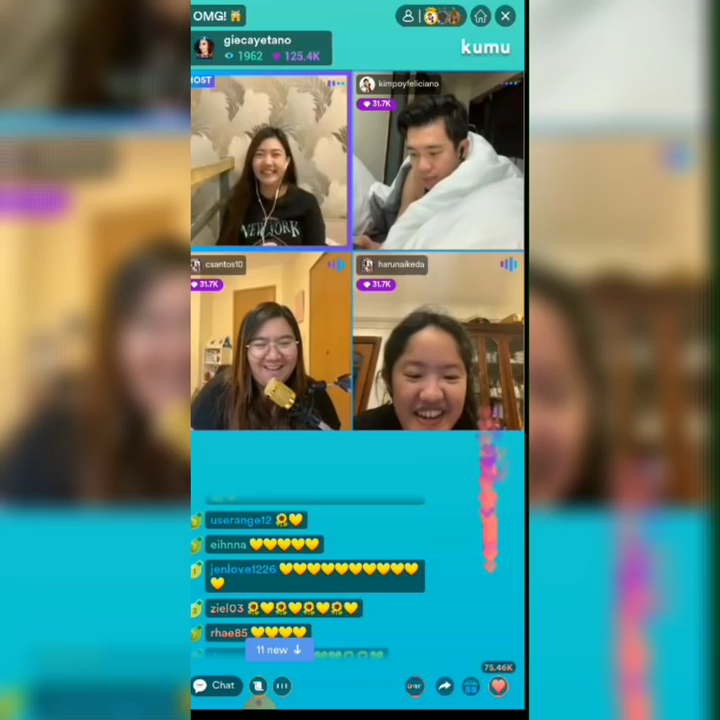 OMG!
giecayetano
1962 125.4K
kumu
HOST
kimpoyfeliciano
31.7K
NEW YORK
csantos10
31.7K
harunaikeda
31.7K
userange12
eihnna
jenlove1226
ziel03
rhae85
11 new ↓
75.46K
Chat